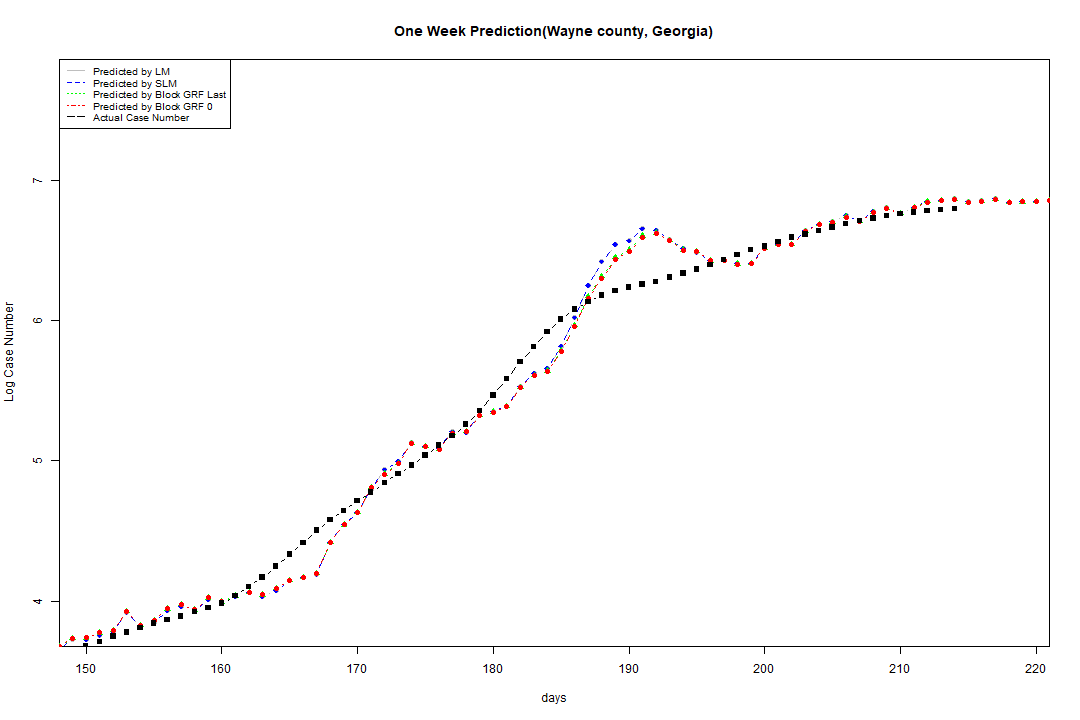 One Week Prediction(Wayne county, Georgia)
Predicted by LM
Predicted by SLM
Predicted by Block GRF Last
Predicted by Block GRF 0
Actual Case Number
7
6
5
4
Log Case Number
150 160 170 180 190 200 210 220
days